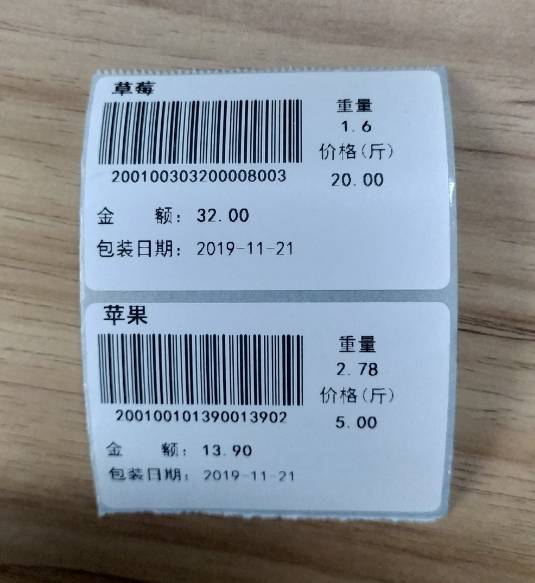 草莓
重量
1.6
200100303200008003
价格(斤)
20.00
金 额: 32.00
包装日期: 2019-11-21
苹果
重量
2.78
200100101390013902
价格(斤)
5.00
金 额: 13.90
包装日期: 2019-11-21